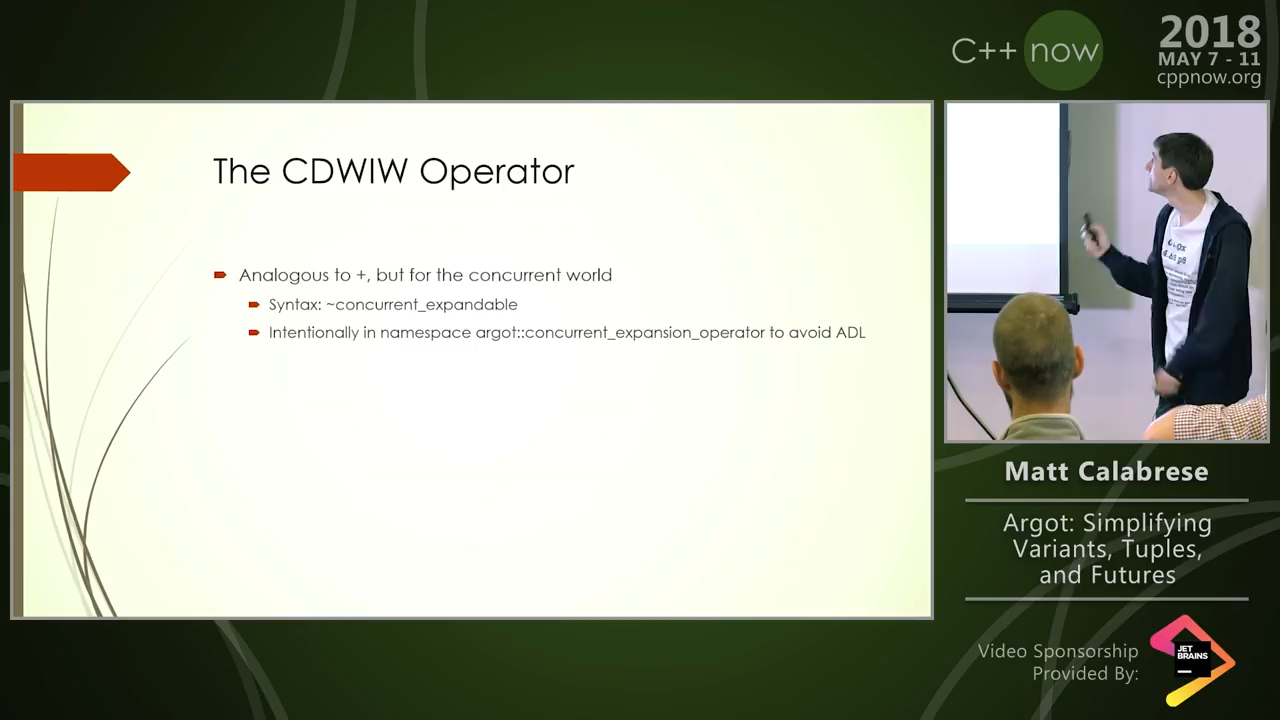 C++ now
2018
MAY 7 - 11
cppnow.org
The CDWIW Operator
Analogous to +, but for the concurrent world
Syntax: ~concurrent_expandable
Intentionally in namespace argot::concurrent_expansion_operator to avoid ADL
Matt Calabrese
Argot: Simplifying
Variants, Tuples,
and Futures
Video Sponsorship
Provided By:
JET
BRAINS